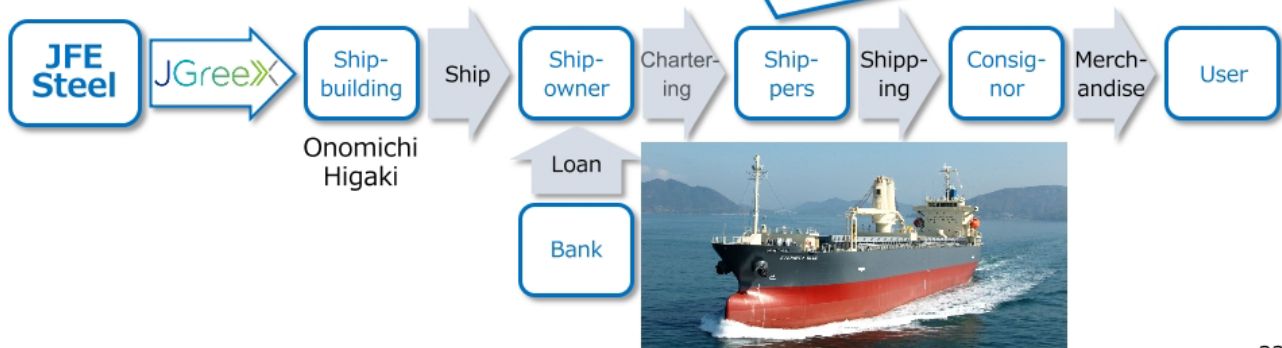 JFE
Steel
JGreeX
Ship-
building
Ship
Ship-
owner
Charter-
ing
Ship-
pers
Shipp-
ing
Consig-
nor
Merch-
andise
User
Onomichi
Higaki
Loan
Bank